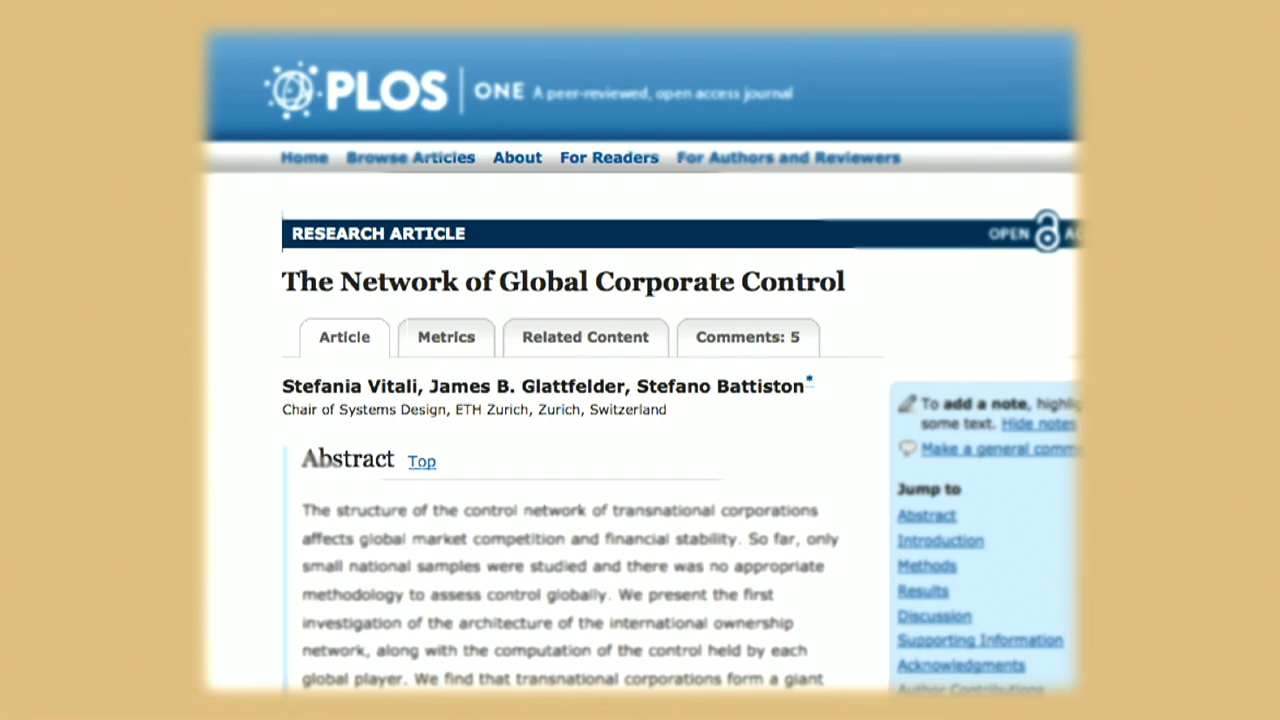 PLOS ONE A peer-reviewed, open access journal
Home Browse Articles About For Readers For Authors and Reviewers
RESEARCH ARTICLE OPEN
The Network of Global Corporate Control
Article Metrics Related Content Comments: 5
Stefania Vitali, James B. Glattfelder, Stefano Battiston*
Chair of Systems Design, ETH Zurich, Zurich, Switzerland
To add a note,
some text. Hide notes
Make a general
Abstract Top
Jump to
The structure of the control network of transnational corporations
Abstract
affects global market competition and financial stability. So far, only
Introduction
small national samples were studied and there was no appropriate
Methods
methodology to assess control globally. We present the first
Results
investigation of the architecture of the international ownership
Discussion
network, along with the computation of the control held by each
Supporting Information
global player. We find that transnational corporations form a giant
Acknowledgments
Author Contributions